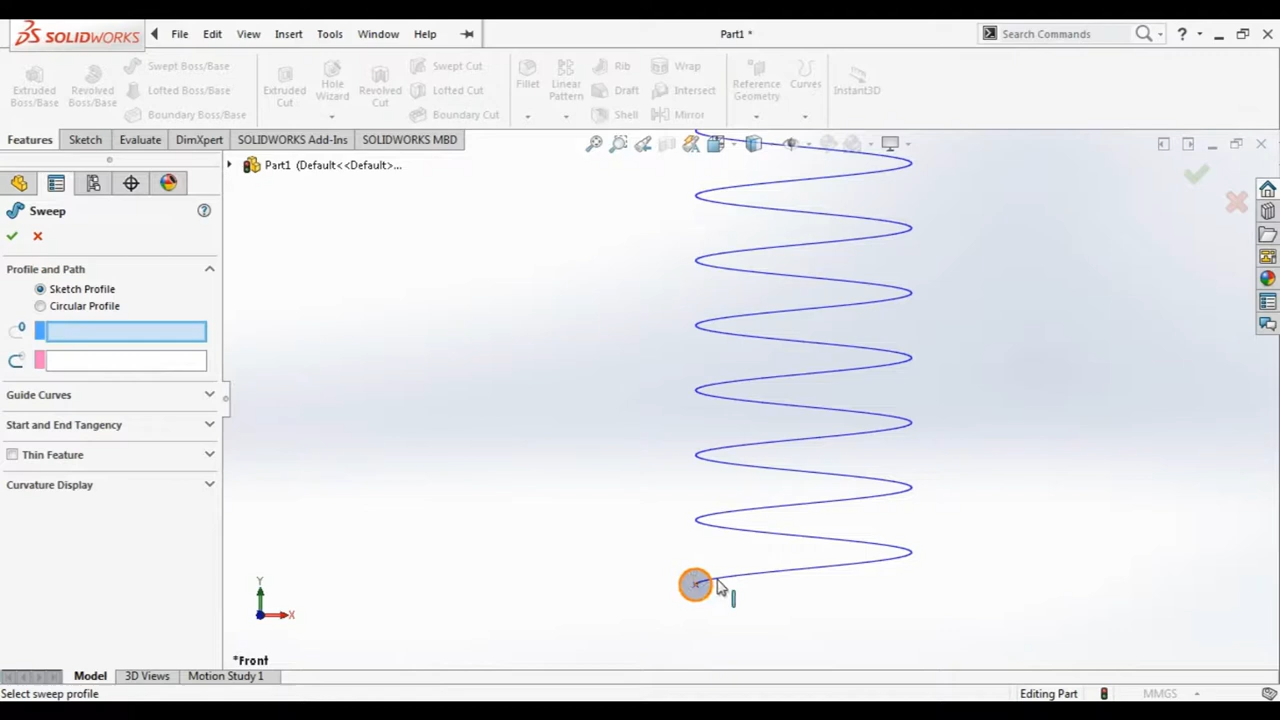 DS SOLIDWORKS File Edit View Insert Tools Window Help Part1 * Search Commands ?
Extruded Boss/Base
Revolved Boss/Base
Swept Boss/Base
Lofted Boss/Base
Boundary Boss/Base
Extruded Cut
Hole Wizard
Revolved Cut
Swept Cut
Lofted Cut
Boundary Cut
Fillet
Linear Pattern
Rib
Draft
Shell
Wrap
Intersect
Mirror
Reference Geometry
Curves
Instant3D
Features Sketch Evaluate DimXpert SOLIDWORKS Add-Ins SOLIDWORKS MBD
Part1 (Default<<Default>...
Sweep ?
Profile and Path
Sketch Profile
Circular Profile
Guide Curves
Start and End Tangency
Thin Feature
Curvature Display
Y
X
*Front
Model 3D Views Motion Study 1
Select sweep profile Editing Part MMGS